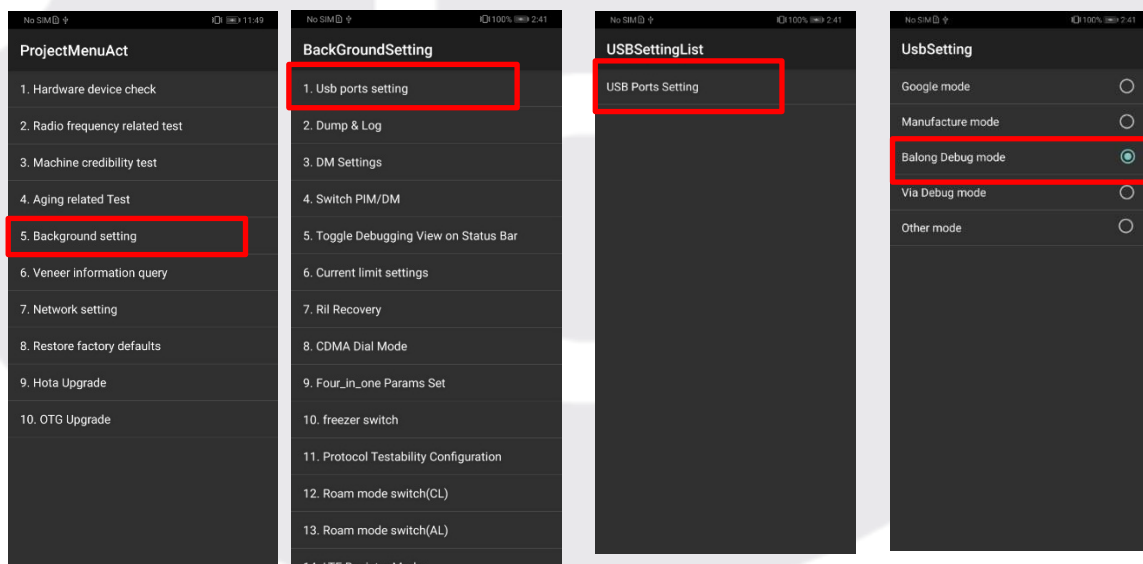 No SIM 11:49
ProjectMenuAct
1. Hardware device check
2. Radio frequency related test
3. Machine credibility test
4. Aging related Test
5. Background setting
6. Veneer information query
7. Network setting
8. Restore factory defaults
9. Hota Upgrade
10. OTG Upgrade
No SIM 100% 2:41
BackGroundSetting
1. Usb ports setting
2. Dump & Log
3. DM Settings
4. Switch PIM/DM
5. Toggle Debugging View on Status Bar
6. Current limit settings
7. Ril Recovery
8. CDMA Dial Mode
9. Four_in_one Params Set
10. freezer switch
11. Protocol Testability Configuration
12. Roam mode switch(CL)
13. Roam mode switch(AL)
No SIM 100% 2:41
USBSettingList
USB Ports Setting
No SIM 100% 2:41
UsbSetting
Google mode
Manufacture mode
Balong Debug mode
Via Debug mode
Other mode